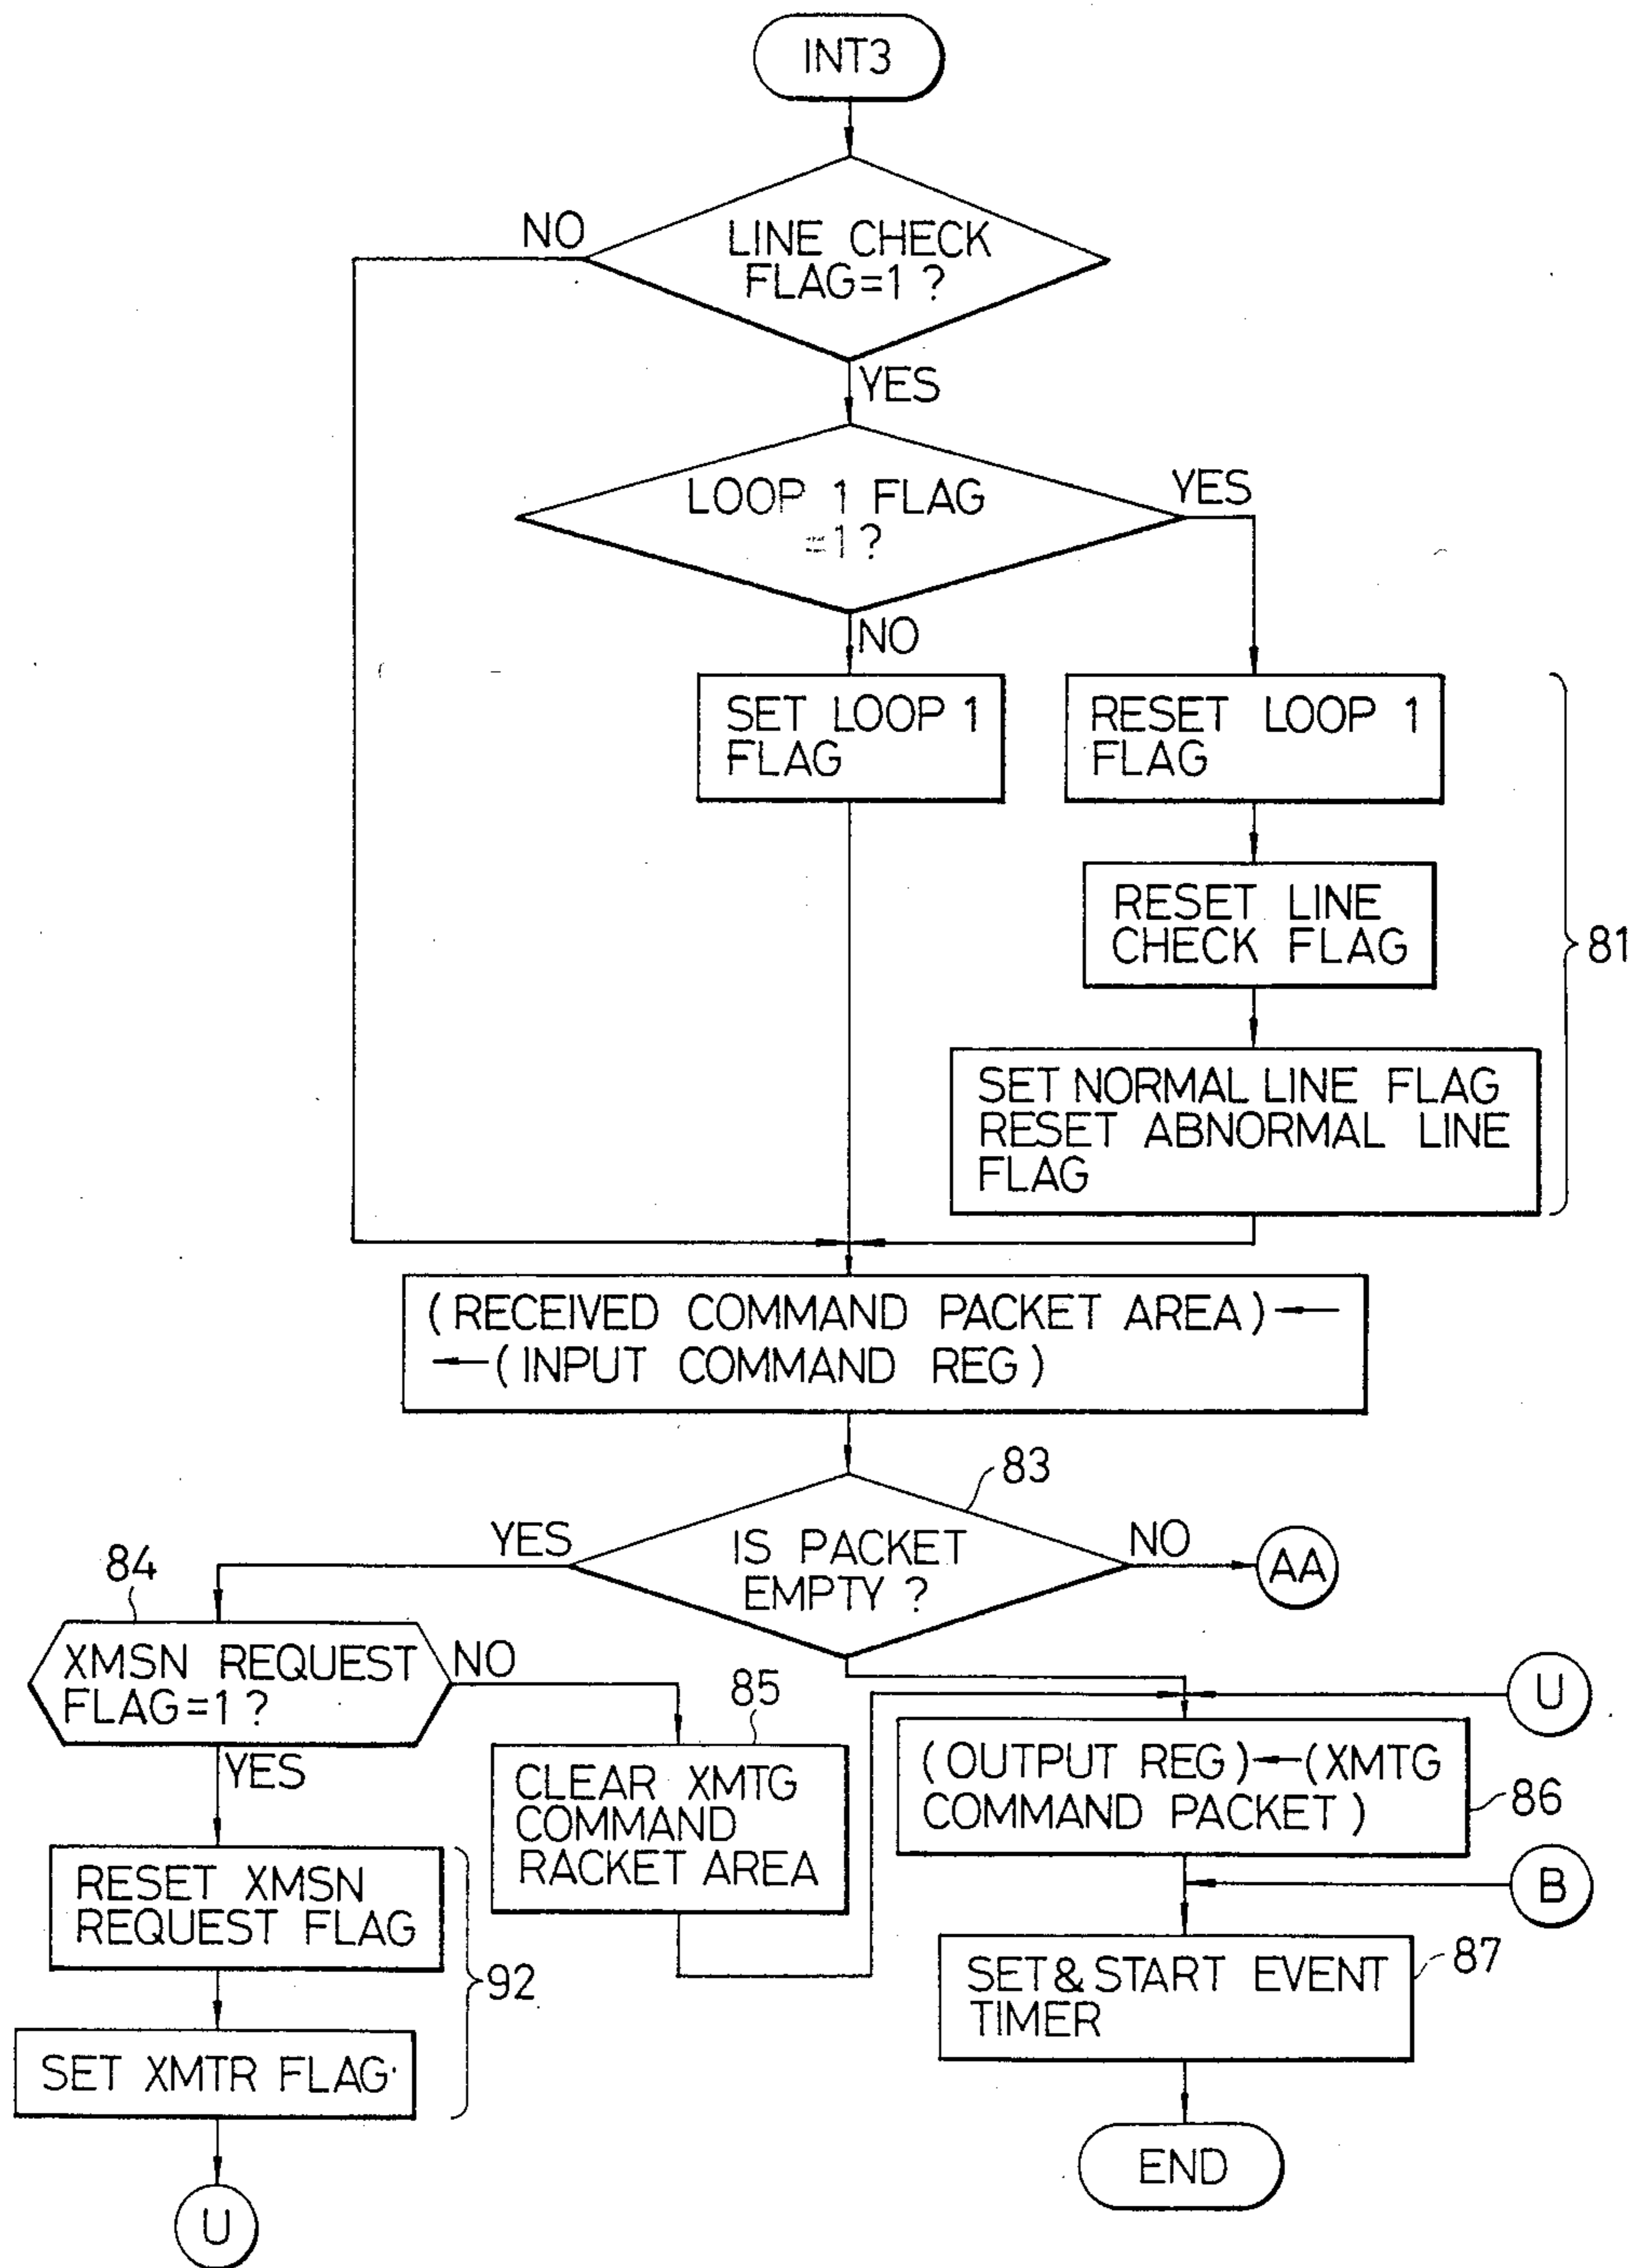 INT3
NO
LINE CHECK
FLAG=1 ?
YES
LOOP 1 FLAG
=1 ?
YES
NO
SET LOOP 1
FLAG
RESET LOOP 1
FLAG
RESET LINE
CHECK FLAG
81
SET NORMAL LINE FLAG
RESET ABNORMAL LINE
FLAG
(RECEIVED COMMAND PACKET AREA)←
←(INPUT COMMAND REG)
83
YES
IS PACKET
EMPTY ?
NO
AA
84
XMSN REQUEST
FLAG=1 ?
NO
YES
85
CLEAR XMTG
COMMAND
RACKET AREA
U
(OUTPUT REG)←(XMTG
COMMAND PACKET)
86
B
RESET XMSN
REQUEST FLAG
92
SET XMTR FLAG
U
SET & START EVENT
TIMER
87
END